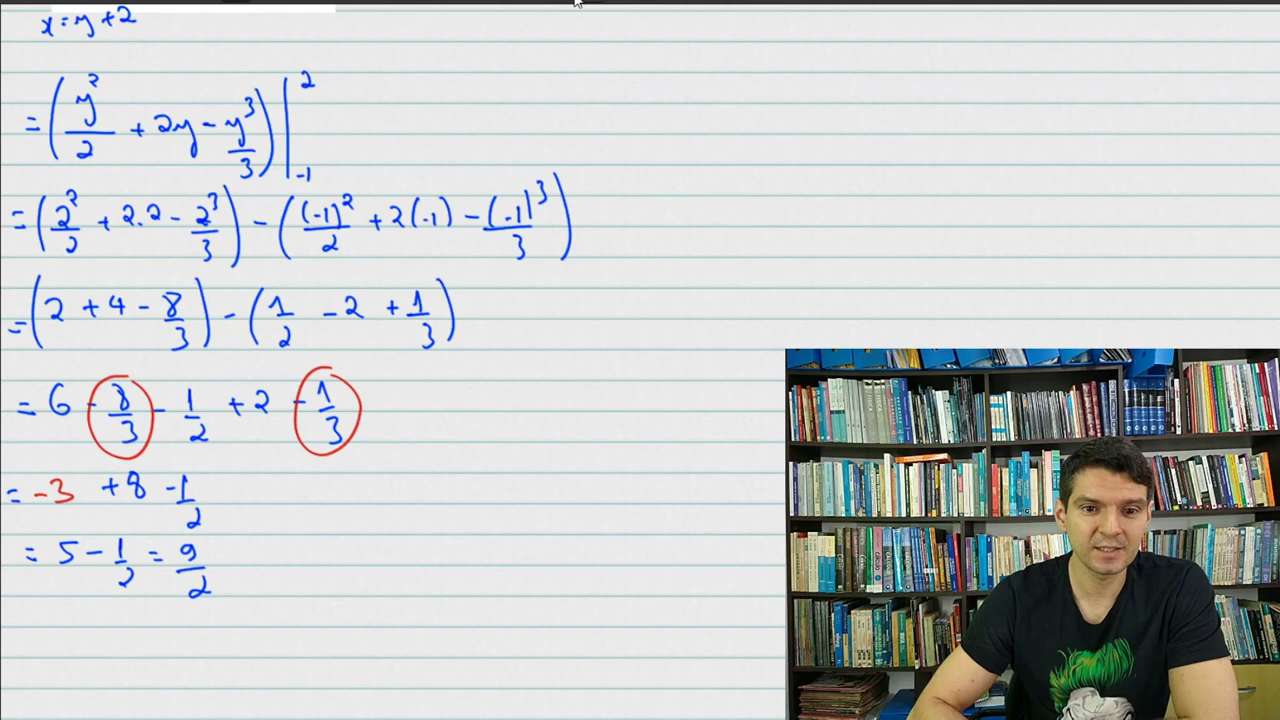 x = y + 2
= (y²/2 + 2y - y³/3) |₋₁²
= (2²/2 + 2.2 - 2³/3) - ((-1)²/2 + 2(-1) - (-1)³/3)
= (2 + 4 - 8/3) - (1/2 - 2 + 1/3)
= 6 - 8/3 - 1/2 + 2 - 1/3
= -3 + 8 - 1/2
= 5 - 1/2 = 9/2